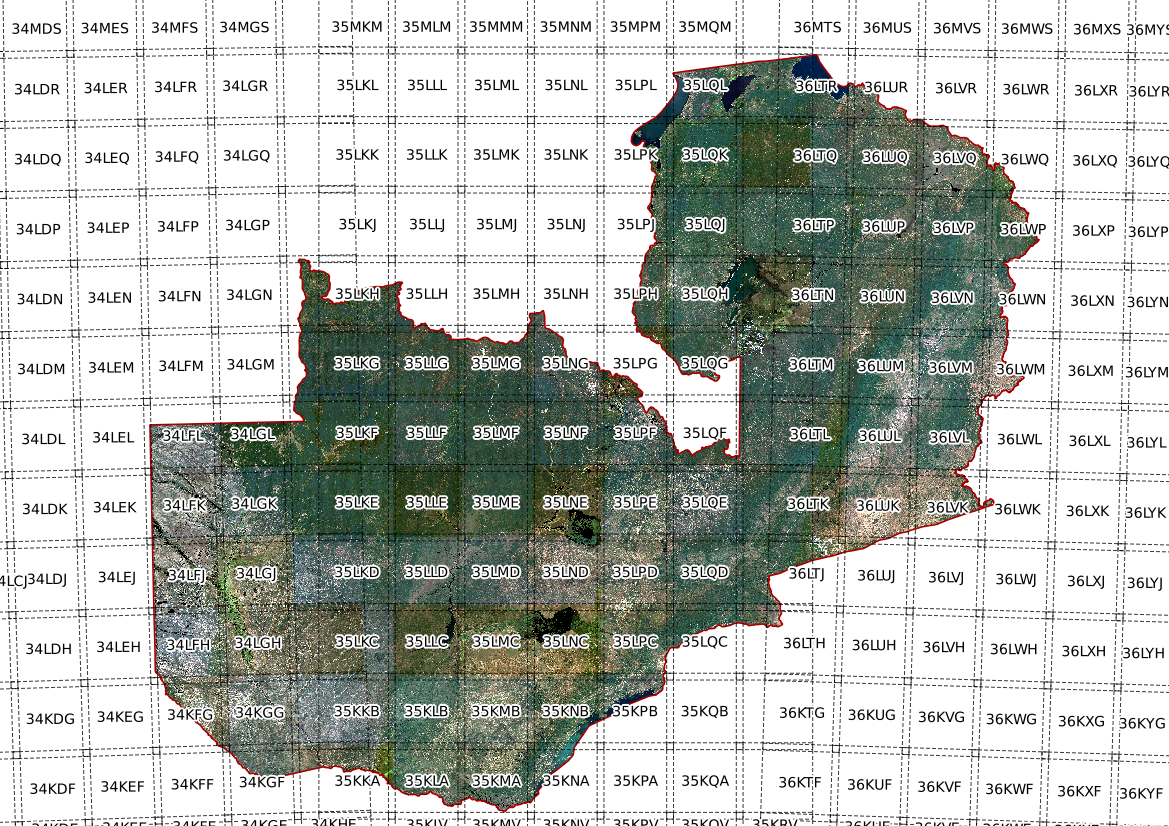 34MDS 34MES 34MFS 34MGS 35MKM 35MLM 35MMM 35MNM 35MPM 35MQM 36MTS 36MUS 36MVS 36MWS 36MXS 36MYS
34LDR 34LER 34LFR 34LGR 35LKL 35LLL 35LML 35LNL 35LPL 35LQL 36LTR 36LUR 36LVR 36LWR 36LXR 36LYR
34LDQ 34LEQ 34LFQ 34LGQ 35LKK 35LLK 35LMK 35LNK 35LPK 35LQK 36LTQ 36LUQ 36LVQ 36LWQ 36LXQ 36LYQ
34LDP 34LEP 34LFP 34LGP 35LKJ 35LLJ 35LMJ 35LNJ 35LPJ 35LQJ 36LTP 36LUP 36LVP 36LWP 36LXP 36LYP
34LDN 34LEN 34LFN 34LGN 35LKH 35LLH 35LMH 35LNH 35LPH 35LQH 36LTN 36LUN 36LVN 36LWN 36LXN 36LYN
34LDM 34LEM 34LFM 34LGM 35LKG 35LLG 35LMG 35LNG 35LPG 35LQG 36LTM 36LUM 36LVM 36LWM 36LXM 36LYM
34LDL 34LEL 34LFL 34LGL 35LKF 35LLF 35LMF 35LNF 35LPF 35LQF 36LTL 36LUL 36LVL 36LWL 36LXL 36LYL
34LDK 34LEK 34LFK 34LGK 35LKE 35LLE 35LME 35LNE 35LPE 35LQE 36LTK 36LUK 36LVK 36LWK 36LXK 36LYK
4LCJ 34LDJ 34LEJ 34LFJ 34LGJ 35LKD 35LLD 35LMD 35LND 35LPD 35LQD 36LTJ 36LUJ 36LVJ 36LWJ 36LXJ 36LYJ
34LDH 34LEH 34LFH 34LGH 35LKC 35LLC 35LMC 35LNC 35LPC 35LQC 36LTH 36LUH 36LVH 36LWH 36LXH 36LYH
34KDG 34KEG 34KFG 34KGG 35KKB 35KLB 35KMB 35KNB 35KPB 35KQB 36KTG 36KUG 36KVG 36KWG 36KXG 36KYG
34KDF 34KEF 34KFF 34KGF 35KKA 35KLA 35KMA 35KNA 35KPA 35KQA 36KTF 36KUF 36KVF 36KWF 36KXF 36KYF